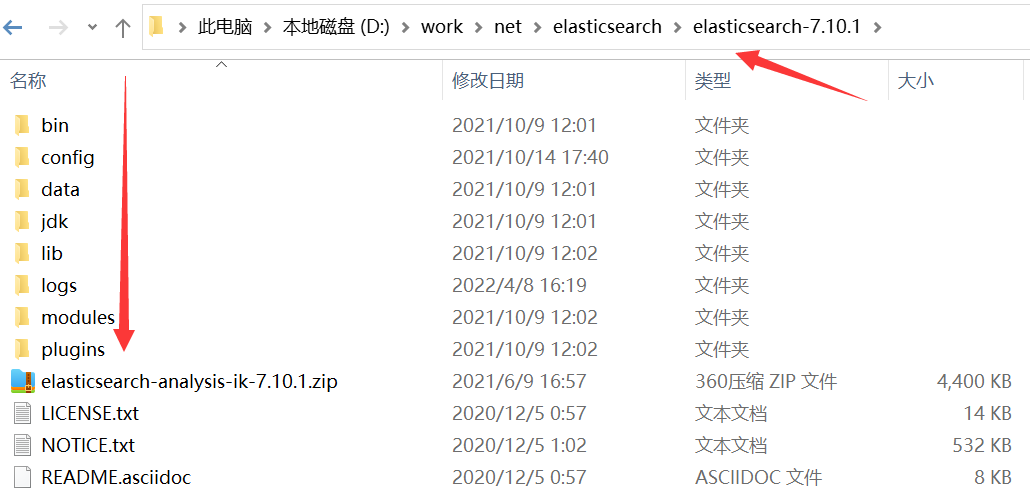 此电脑 > 本地磁盘 (D:) > work > net > elasticsearch > elasticsearch-7.10.1 >
名称 修改日期 类型 大小
bin 2021/10/9 12:01 文件夹
config 2021/10/14 17:40 文件夹
data 2021/10/9 12:01 文件夹
jdk 2021/10/9 12:01 文件夹
lib 2021/10/9 12:02 文件夹
logs 2022/4/8 16:19 文件夹
modules 2021/10/9 12:02 文件夹
plugins 2021/10/9 12:02 文件夹
elasticsearch-analysis-ik-7.10.1.zip 2021/6/9 16:57 360压缩 ZIP 文件 4,400 KB
LICENSE.txt 2020/12/5 0:57 文本文档 14 KB
NOTICE.txt 2020/12/5 1:02 文本文档 532 KB
README.asciidoc 2020/12/5 0:57 ASCIIDOC 文件 8 KB